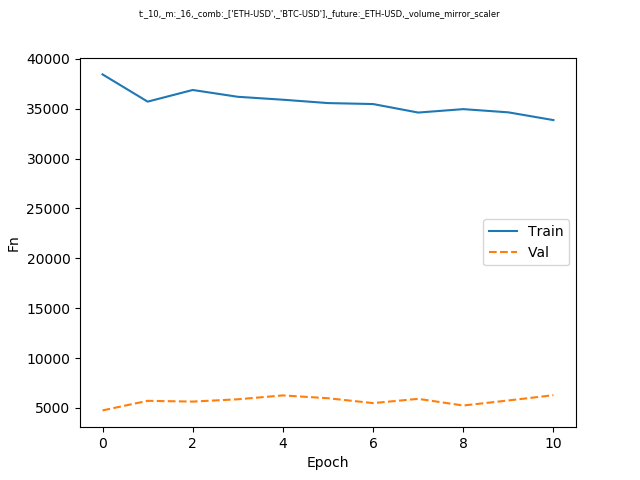 t:_10,_m:_16,_comb:_['ETH-USD',_'BTC-USD'],_future:_ETH-USD,_volume_mirror_scaler
40000
35000
30000
25000
20000
15000
10000
5000
Fn
Train
Val
0 2 4 6 8 10
Epoch